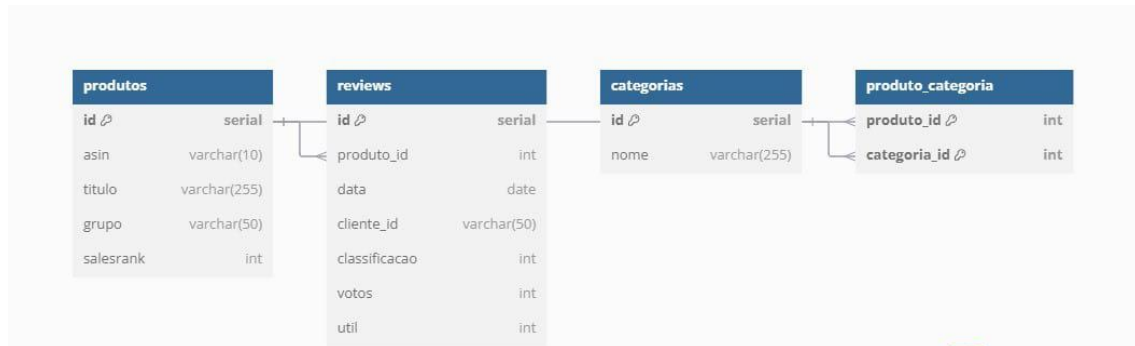 produtos
id serial
asin varchar(10)
titulo varchar(255)
grupo varchar(50)
salesrank int
reviews
id serial
produto_id int
data date
cliente_id varchar(50)
classificacao int
votos int
util int
categorias
id serial
nome varchar(255)
produto_categoria
produto_id int
categoria_id int